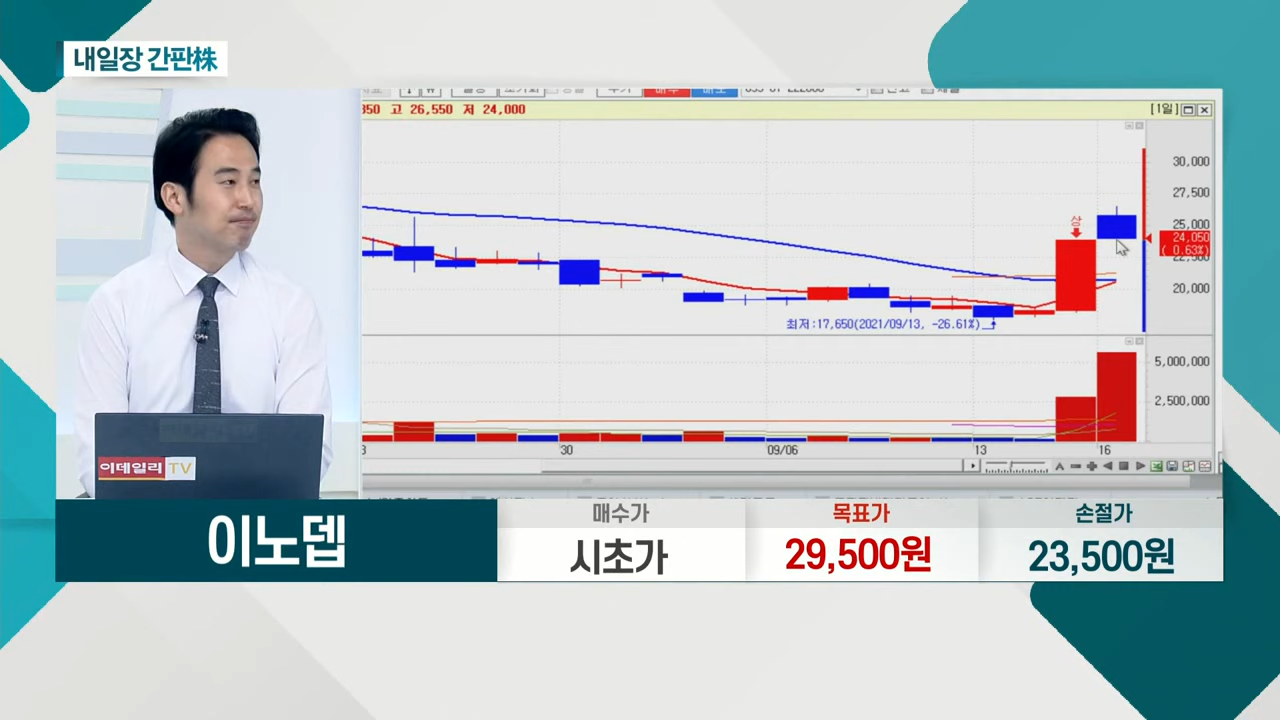 내일장 간판株
350 고 26,550 저 24,000
[1일]
30,000
27,500
25,000
24,050
( 0.63%)
22,500
20,000
상
최저:17,650(2021/09/13, -26.61%)
5,000,000
2,500,000
30
09/06
13
16
이데일리 TV
이노뎁
매수가
시초가
목표가
29,500원
손절가
23,500원